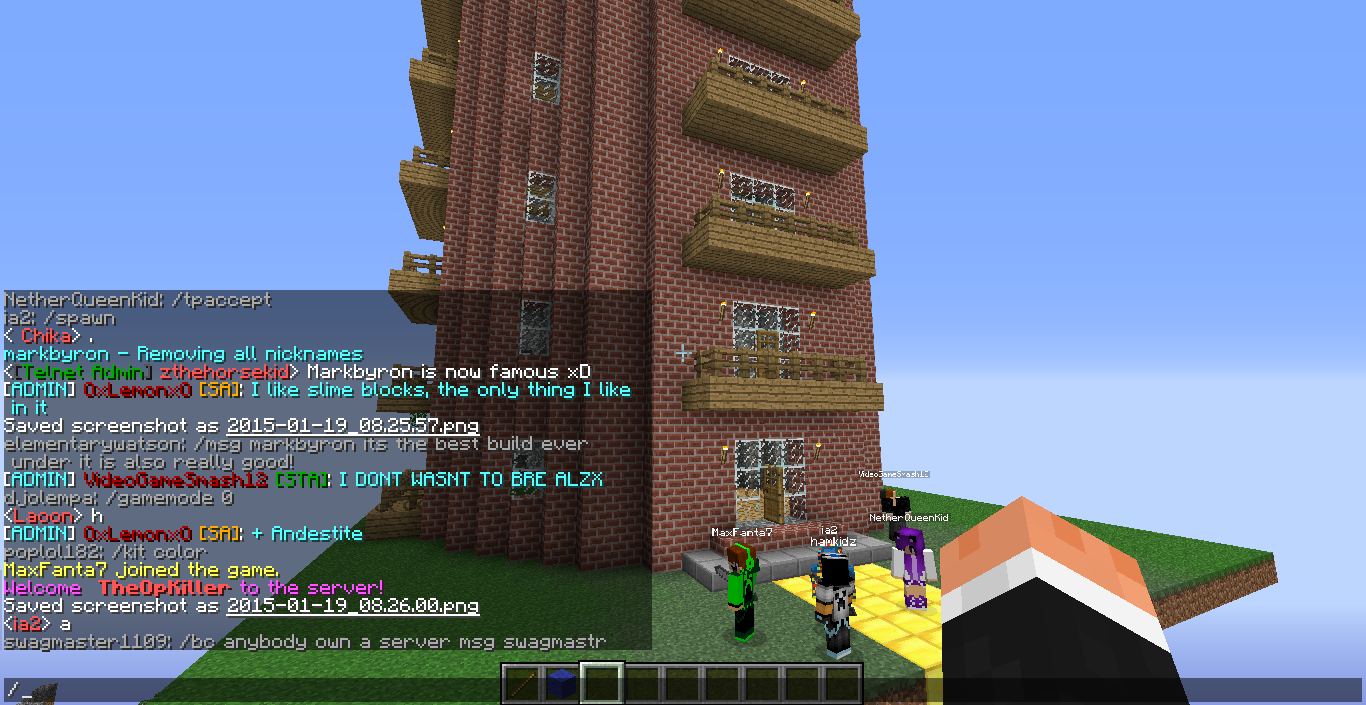 VideoGameSmash12
NetherQueenKid
MaxFanta7
ia2
hamkidz
NetherQueenKid: /tpaccept
ia2: /spawn
< Chika> .
markbyron - Removing all nicknames
<[Telnet Admin] zthehorsekid> Markbyron is now famous xD
[ADMIN] OxLemonxO [SA]: I like slime blocks, the only thing I like
in it
Saved screenshot as 2015-01-19_08.25.57.png
elementarywatson: /msg markbyron its the best build ever
under it is also really good!
[ADMIN] VideoGameSmash12 [STA]: I DONT WASNT TO BRE ALZX
djolempa: /gamemode 0
<Lagon> h
[ADMIN] OxLemonxO [SA]: + Andestite
poplol182: /kit color
MaxFanta7 joined the game.
Welcome TheOpKiller to the server!
Saved screenshot as 2015-01-19_08.26.00.png
<ia2> a
swagmaster1109: /bc anybody own a server msg swagmastr
/_